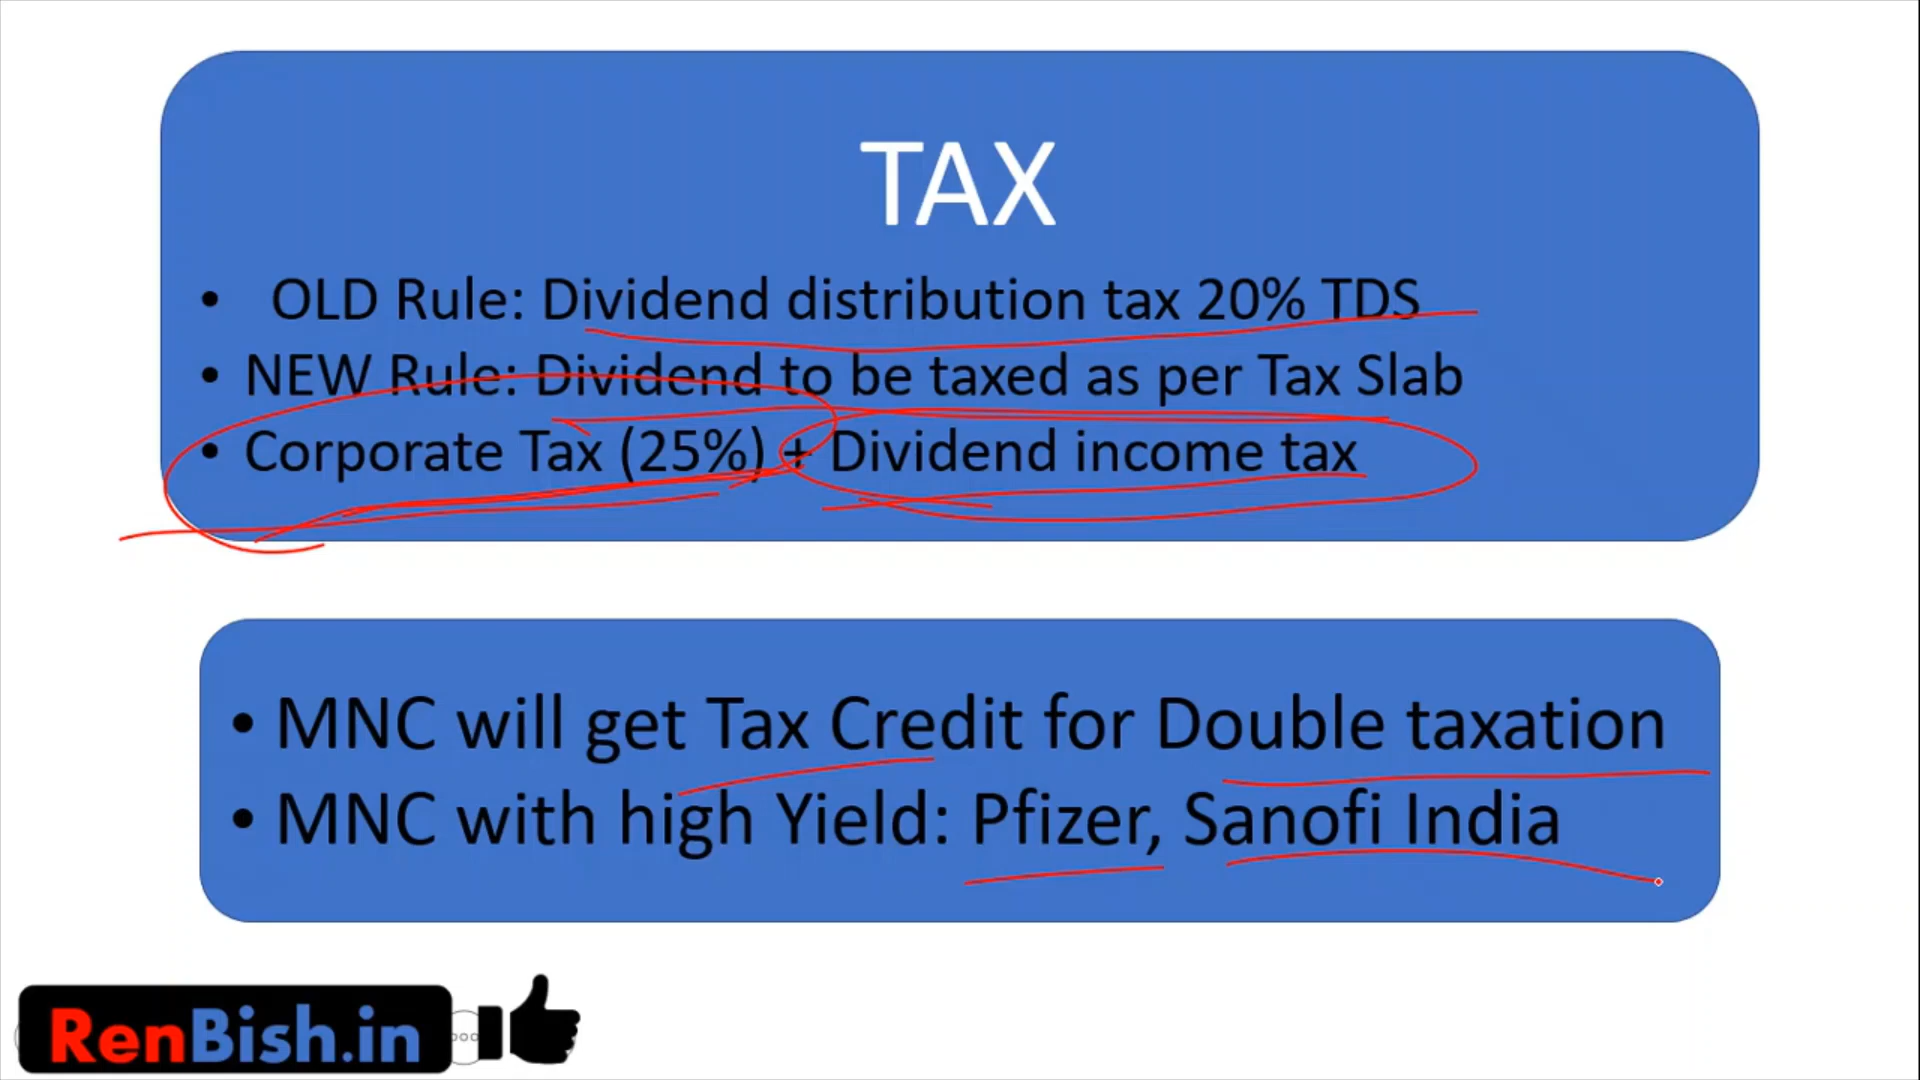 TAX
• OLD Rule: Dividend distribution tax 20% TDS
• NEW Rule: Dividend to be taxed as per Tax Slab
• Corporate Tax (25%) + Dividend income tax
• MNC will get Tax Credit for Double taxation
• MNC with high Yield: Pfizer, Sanofi India
RenBish.in